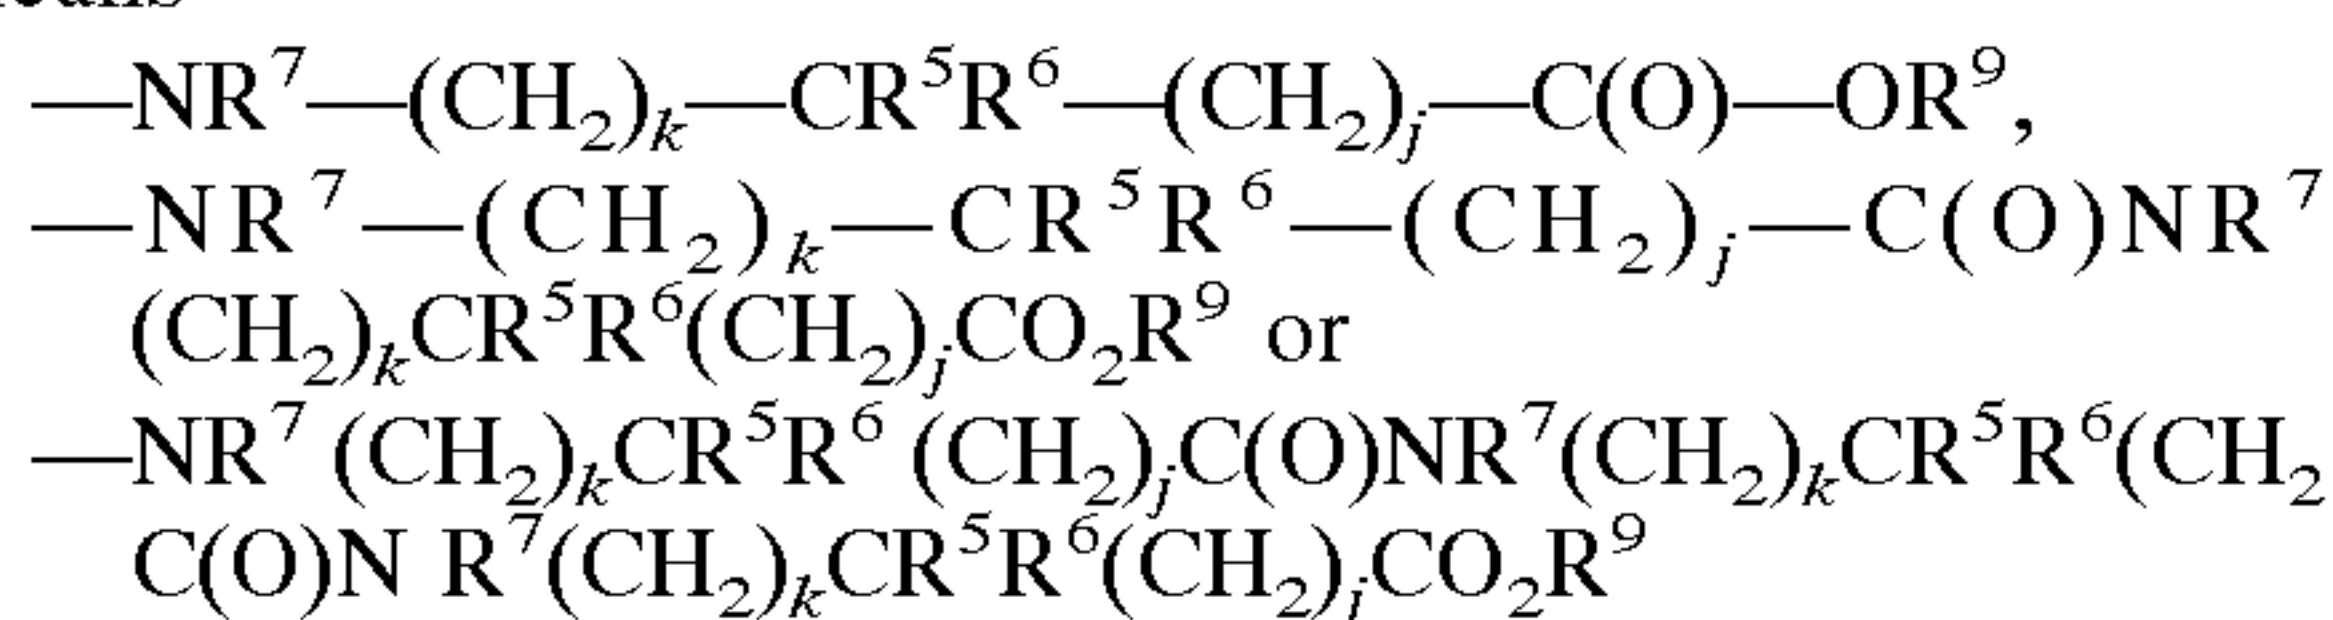 —NR⁷—(CH₂)ₖ—CR⁵R⁶—(CH₂)ⱼ—C(O)—OR⁹,
—NR⁷—(CH₂)ₖ—CR⁵R⁶—(CH₂)ⱼ—C(O)NR⁷
(CH₂)ₖCR⁵R⁶(CH₂)ⱼCO₂R⁹ or
—NR⁷ (CH₂)ₖCR⁵R⁶ (CH₂)ⱼC(O)NR⁷(CH₂)ₖCR⁵R⁶(CH₂
C(O)N R⁷(CH₂)ₖCR⁵R⁶(CH₂)ⱼCO₂R⁹